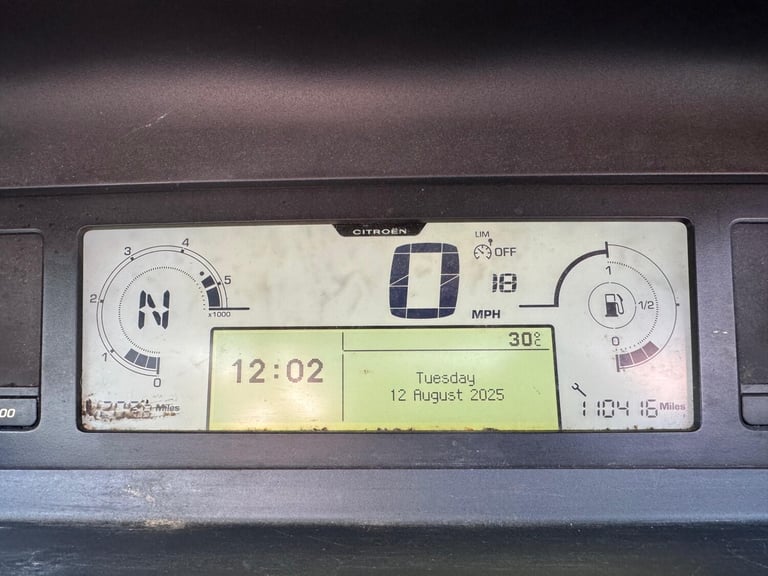 CITROËN
4
3
5
2
x1000
N
1
0
0
MPH
LIM
OFF
18
1
1/2
0
12:02
30°C
Tuesday
12 August 2025
Miles
110416 Miles
00